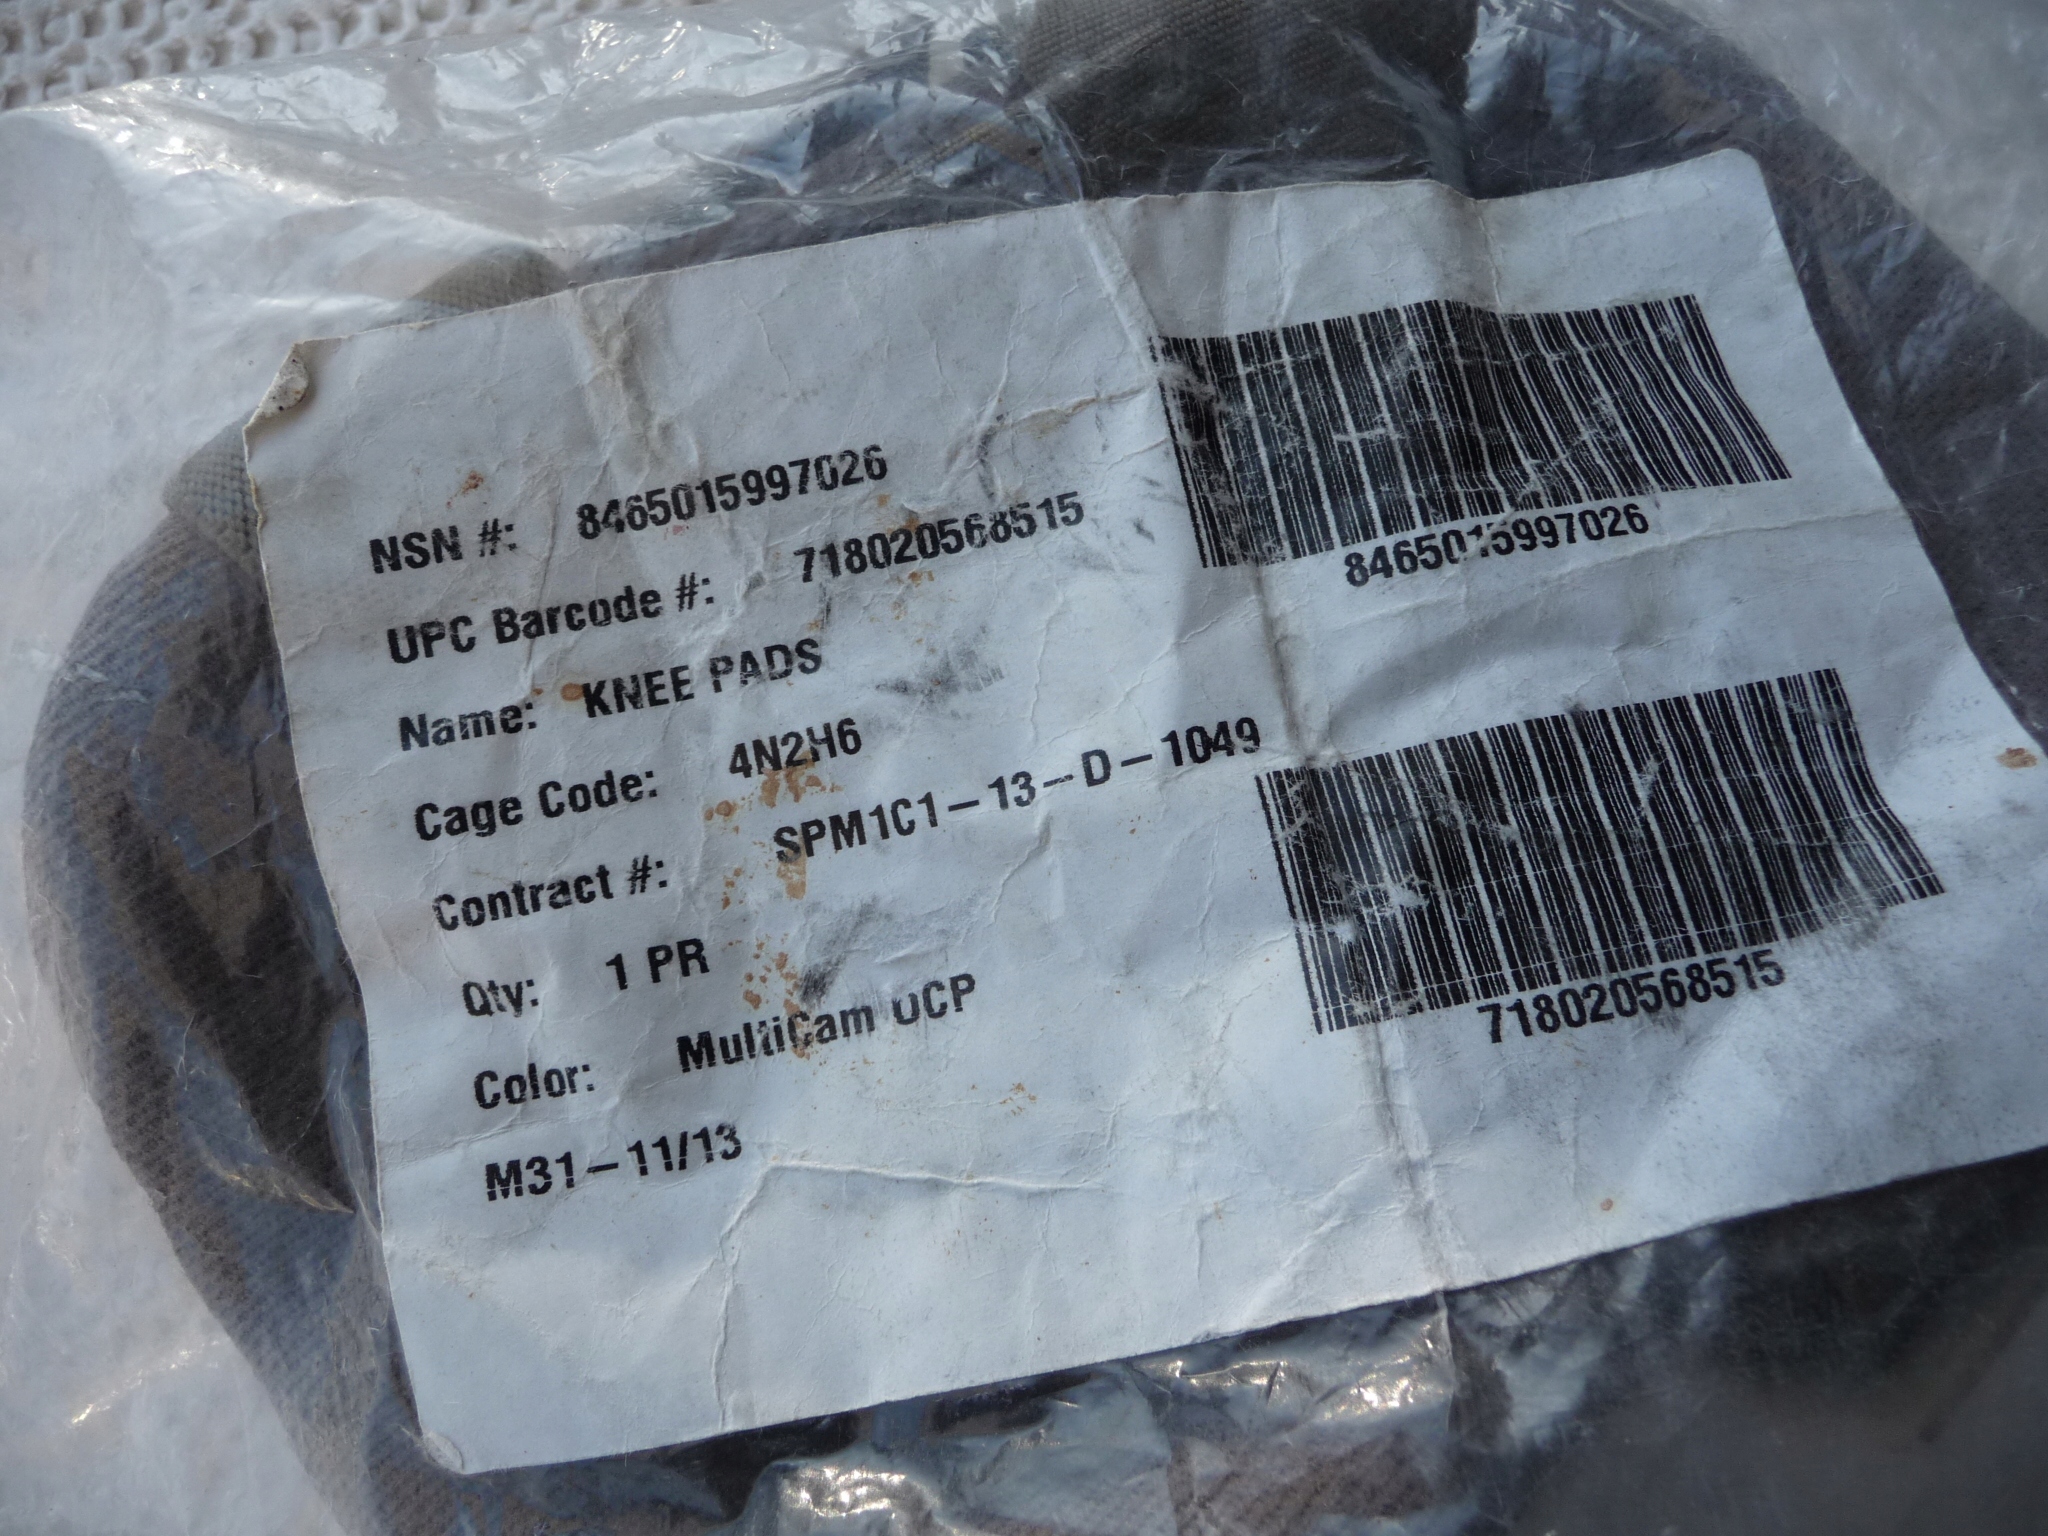 NSN #: 8465015997026
UPC Barcode #: 718020568515
Name: KNEE PADS
Cage Code: 4N2H6
Contract #: SPM1C1-13-D-1049
Qty: 1 PR
Color: MultiCam OCP
M31-11/13
8465015997026
718020568515